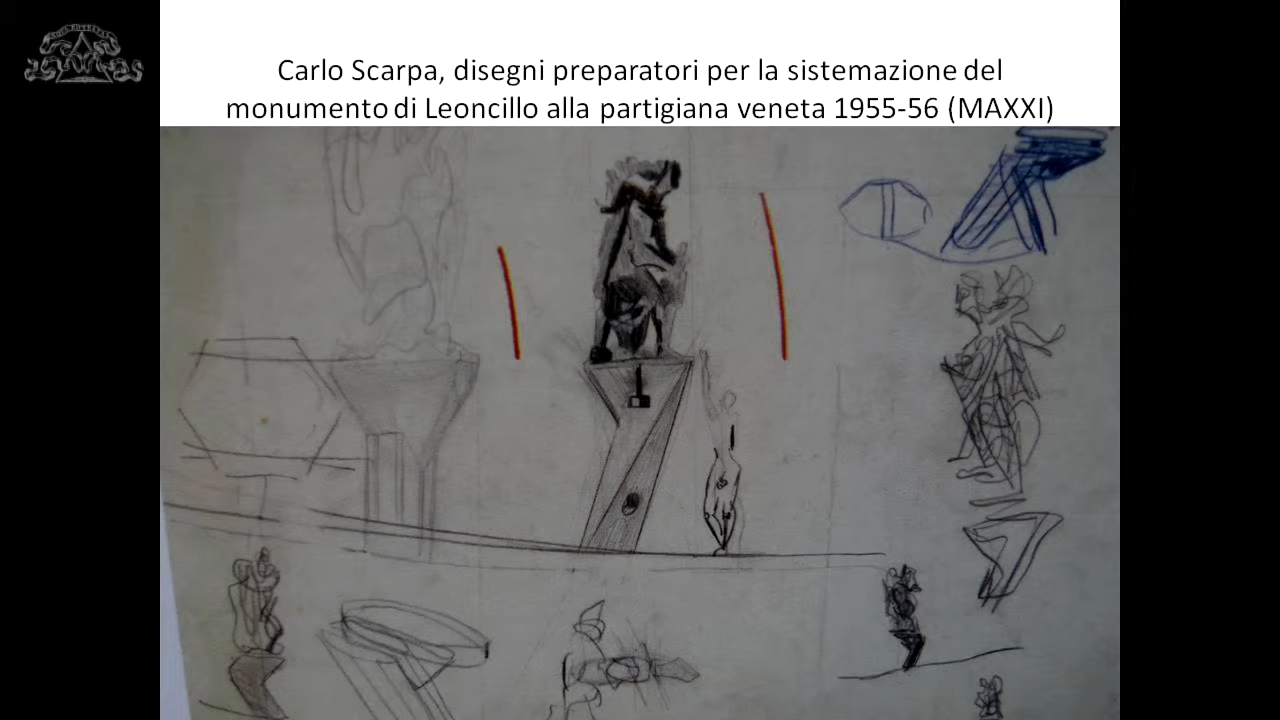 Carlo Scarpa, disegni preparatori per la sistemazione del
monumento di Leoncillo alla partigiana veneta 1955-56 (MAXXI)